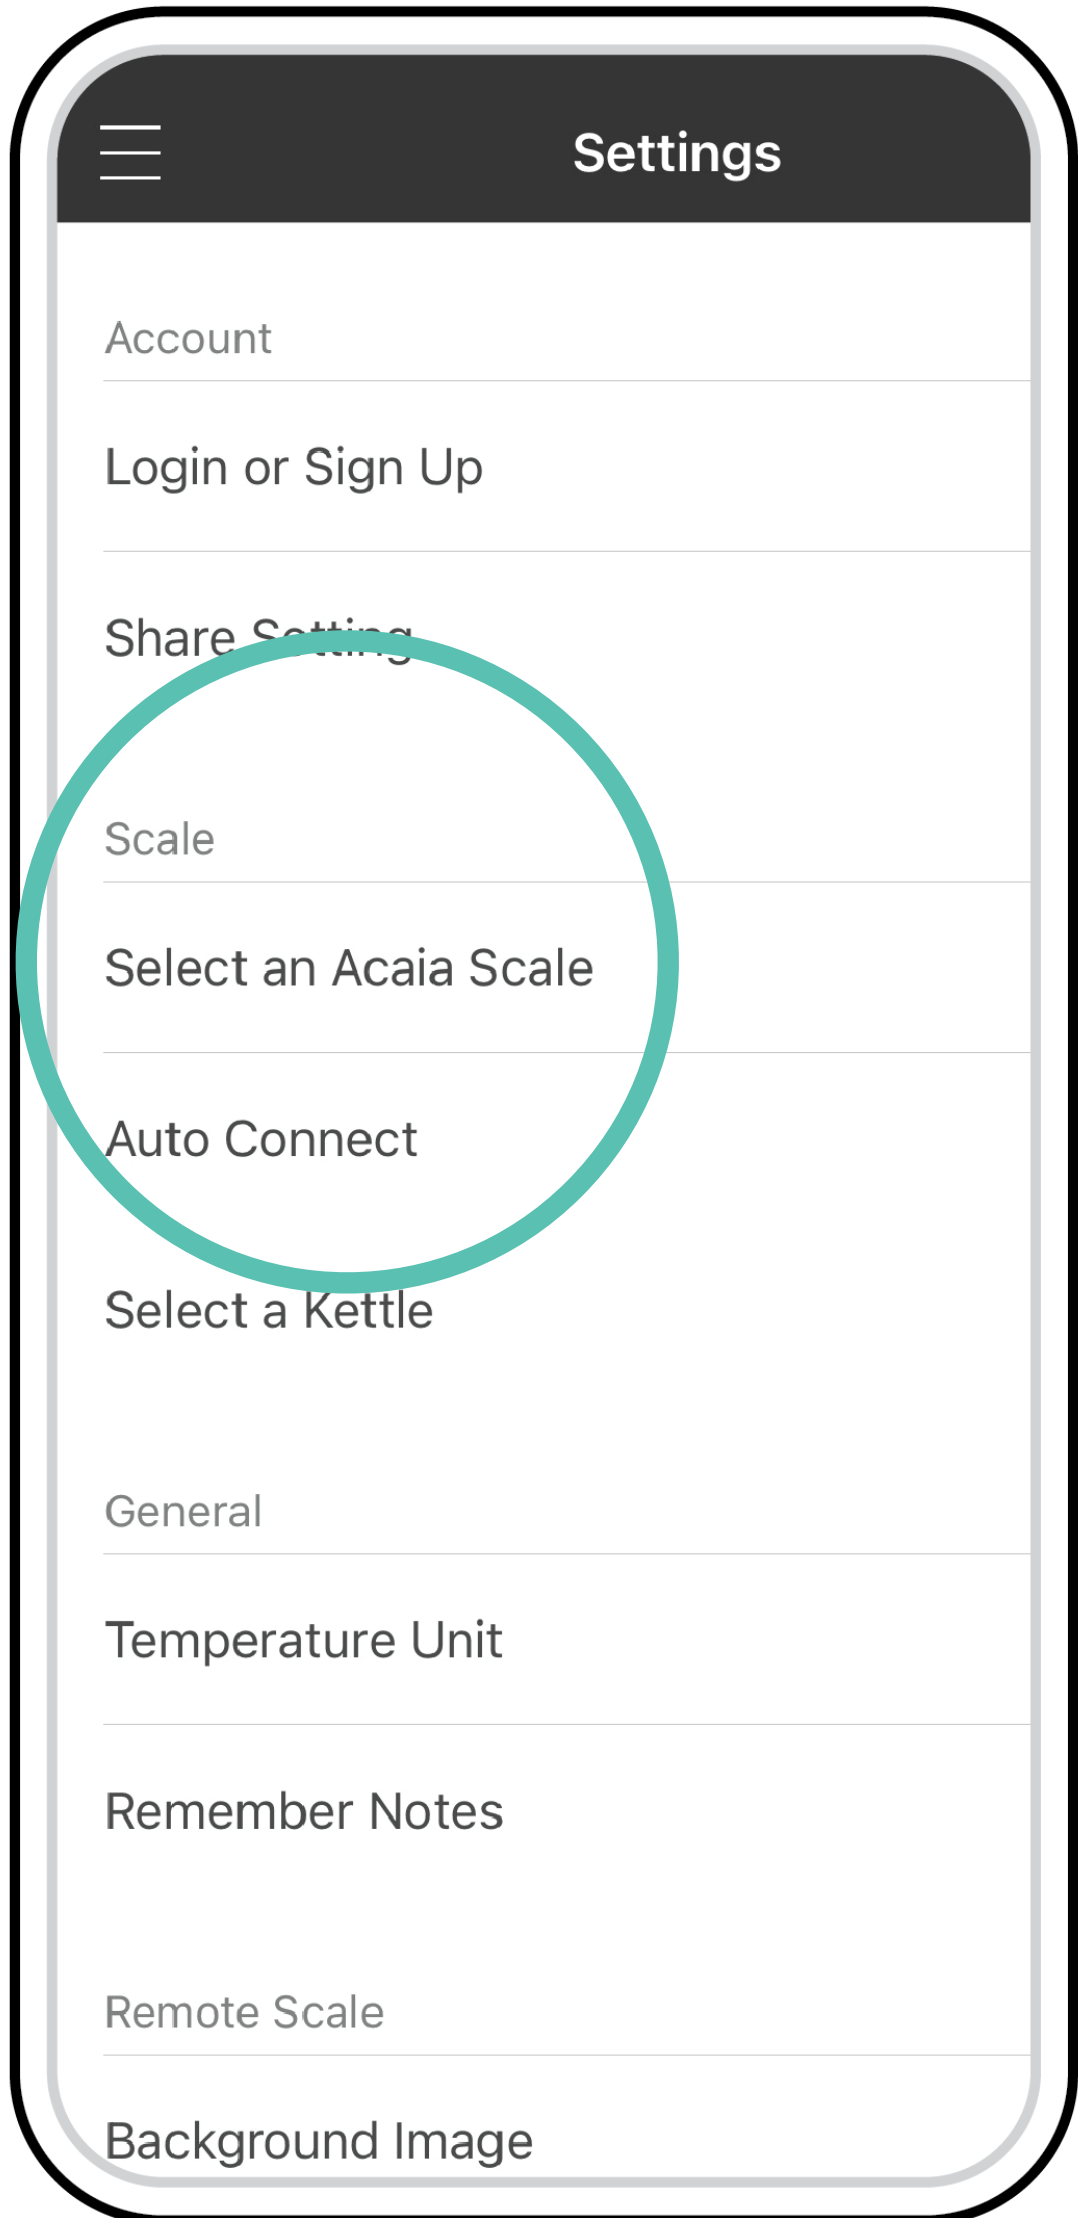 Settings
Account
Login or Sign Up
Share Setting
Scale
Select an Acaia Scale
Auto Connect
Select a Kettle
General
Temperature Unit
Remember Notes
Remote Scale
Background Image